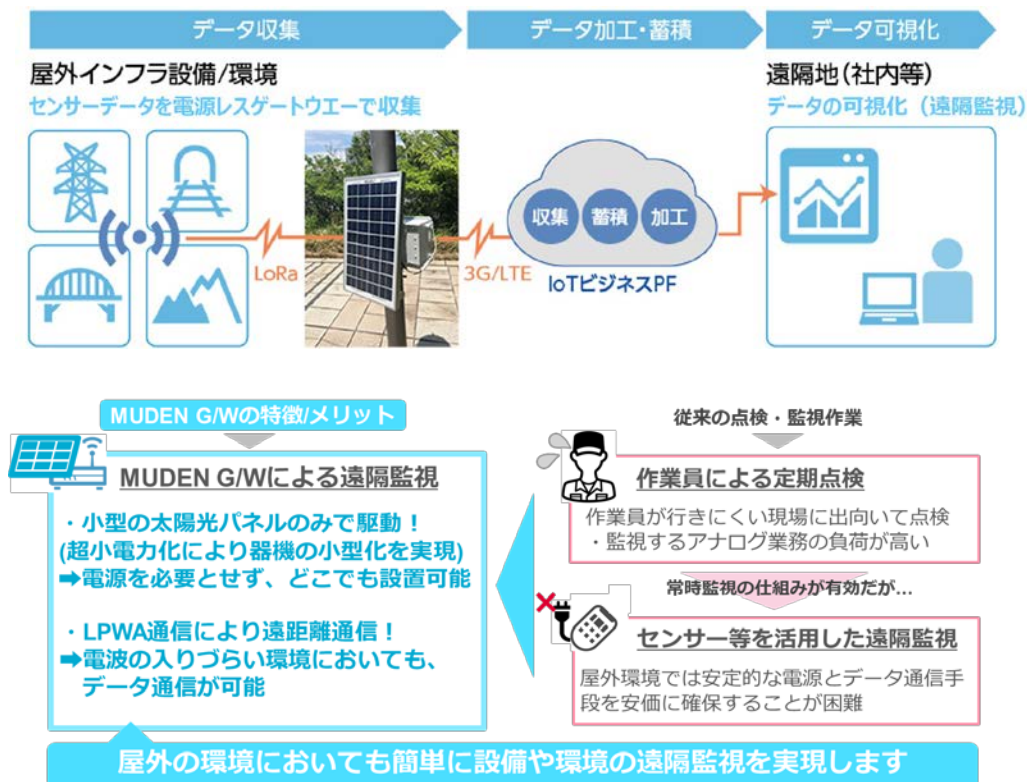 データ収集
データ加工・蓄積
データ可視化
屋外インフラ設備/環境
センサーデータを電源レスゲートウエーで収集
遠隔地(社内等)
データの可視化（遠隔監視）
LoRa
3G/LTE
収集
蓄積
加工
IoTビジネスPF
MUDEN G/Wの特徴/メリット
MUDEN G/Wによる遠隔監視
・小型の太陽光パネルのみで駆動！
(超小電力化により器機の小型化を実現)
➡電源を必要とせず、どこでも設置可能
・LPWA通信により遠距離通信！
➡電波の入りづらい環境においても、
データ通信が可能
従来の点検・監視作業
作業員による定期点検
作業員が行きにくい現場に出向いて点検
・監視するアナログ業務の負荷が高い
常時監視の仕組みが有効だが...
センサー等を活用した遠隔監視
屋外環境では安定的な電源とデータ通信手
段を安価に確保することが困難
屋外の環境においても簡単に設備や環境の遠隔監視を実現します